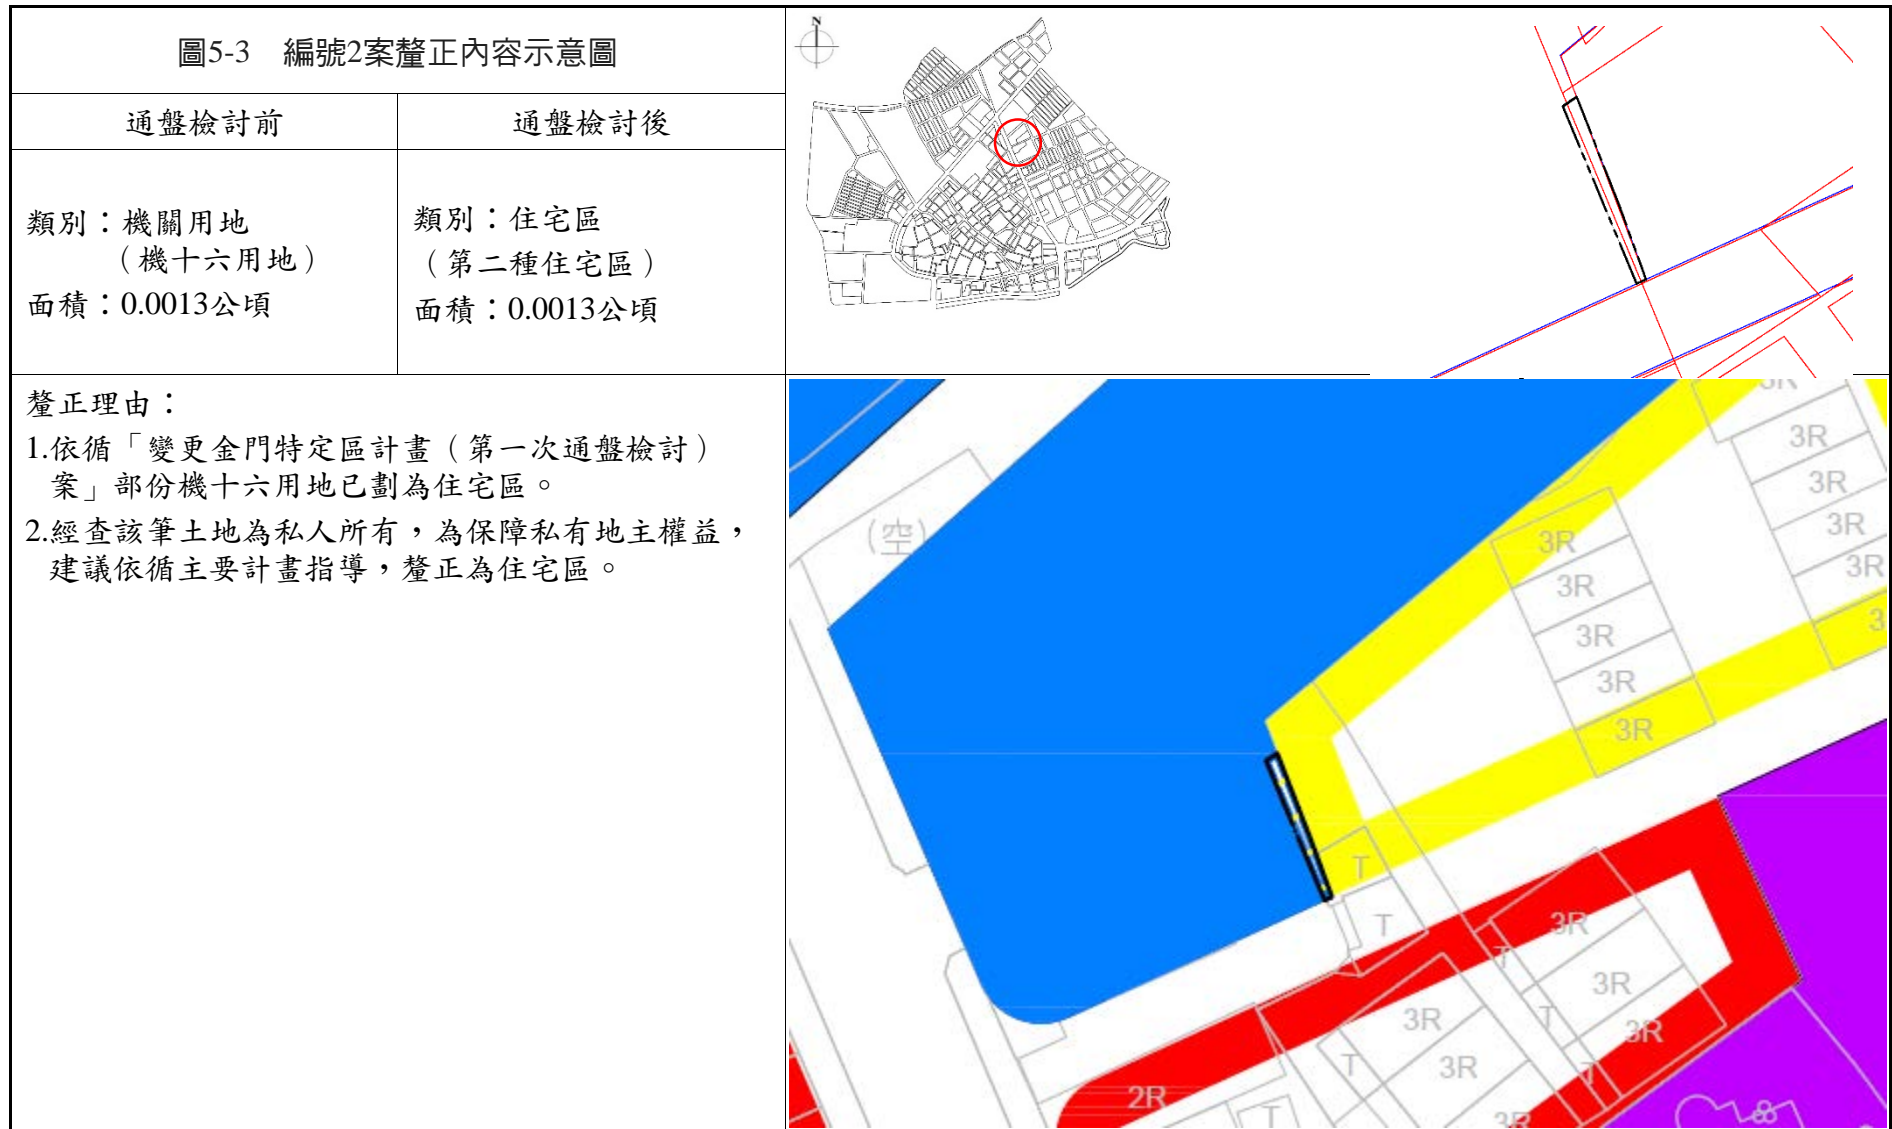 圖5-3　編號2案釐正內容示意圖
通盤檢討前
通盤檢討後
類別：機關用地
（機十六用地）
面積：0.0013公頃
類別：住宅區
（第二種住宅區）
面積：0.0013公頃
釐正理由：
1.依循「變更金門特定區計畫（第一次通盤檢討）
案」部份機十六用地已劃為住宅區。
2.經查該筆土地為私人所有，為保障私有地主權益，
建議依循主要計畫指導，釐正為住宅區。
N
(空)
3R
3R
3R
3R
3R
3R
3R
3R
3R
3R
3R
3
T
T
3R
T
3R
T
3R
T
3R
3R
T
2R
T
3R